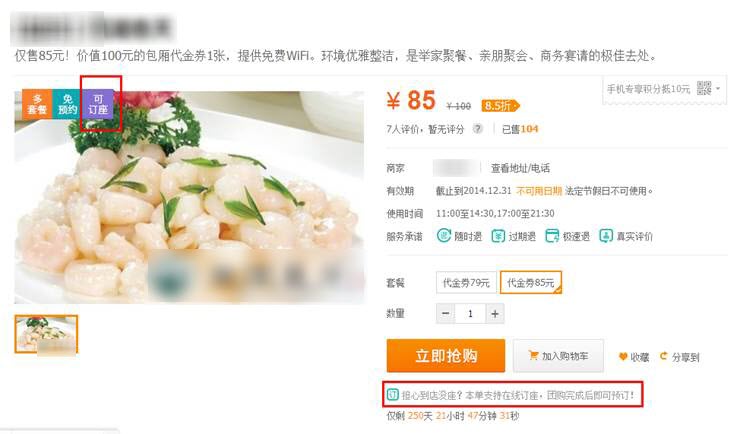 仅售85元！价值100元的包厢代金券1张，提供免费WiFi。环境优雅整洁，是举家聚餐、亲朋聚会、商务宴请的极佳去处。
多套餐
免预约
可订座
¥85 ¥100 8.5折
手机专享积分抵10元
7人评价，暂无评分 ? 已售104
商家 查看地址/电话
有效期 截止到2014.12.31 不可用日期 法定节假日不可使用。
使用时间 11:00至14:30,17:00至21:30
服务承诺 随时退 过期退 极速退 真实评价
套餐 代金券79元 代金券85元
数量 − 1 +
立即抢购 加入购物车 收藏 分享到
订 担心到店没座？本单支持在线订座，团购完成后即可预订！
仅剩 250天 21小时 47分钟 31秒